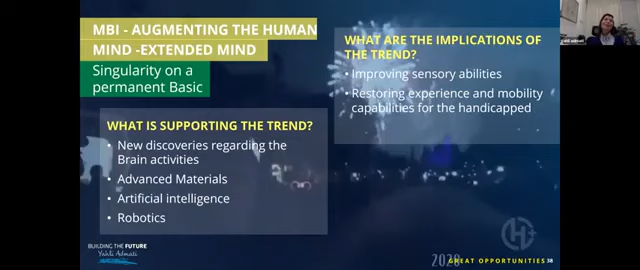 MBI - AUGMENTING THE HUMAN
MIND -EXTENDED MIND
Singularity on a
permanent Basic
WHAT IS SUPPORTING THE TREND?
• New discoveries regarding the
Brain activities
• Advanced Materials
• Artificial intelligence
• Robotics
WHAT ARE THE IMPLICATIONS OF
THE TREND?
• Improving sensory abilities
• Restoring experience and mobility
capabilities for the handicapped
BUILDING THE FUTURE
Yahli Admati
GREAT OPPORTUNITIES 38